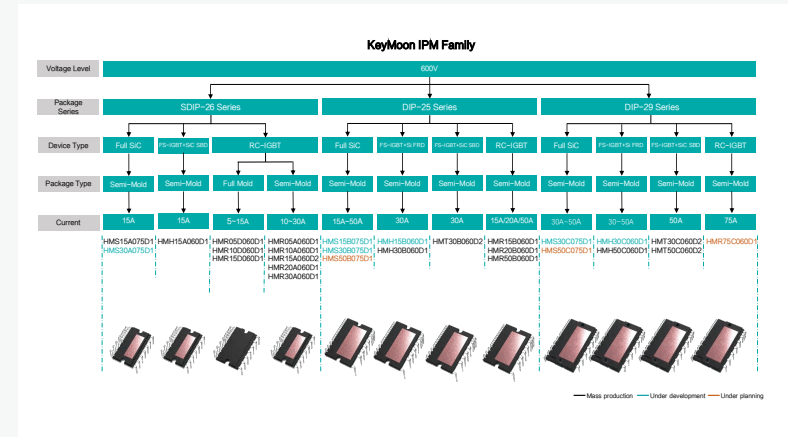 KeyMoon IPM Family
Voltage Level
600V
Package Series
SDIP-26 Series
DIP-25 Series
DIP-29 Series
Device Type
Full SiC
FS-IGBT+SiC SBD
RC-IGBT
Full SiC
FS-IGBT+Si FRD
FS-IGBT+SiC SBD
RC-IGBT
Full SiC
FS-IGBT+Si FRD
FS-IGBT+SiC SBD
RC-IGBT
Package Type
Semi-Mold
Semi-Mold
Full Mold
Semi-Mold
Semi-Mold
Semi-Mold
Semi-Mold
Semi-Mold
Semi-Mold
Semi-Mold
Semi-Mold
Semi-Mold
Current
15A
15A
5-15A
10-30A
15A-50A
30A
30A
15A/20A/50A
30A-50A
30-50A
50A
75A
HMS15A075D1
HMS30A075D1
HMH15A060D1
HMR05D060D1
HMR10D060D1
HMR15D060D1
HMR05A060D1
HMR10A060D1
HMR15A060D2
HMR20A060D1
HMR30A060D1
HMS15B075D1
HMS30B075D1
HMS50B075D1
HMH15B060D1
HMH30B060D1
HMT30B060D2
HMR15B060D1
HMR20B060D1
HMR50B060D1
HMS30C075D1
HMS50C075D1
HMH30C060D1
HMH50C060D1
HMT30C060D2
HMT50C060D2
HMR75C060D1
Mass production
Under development
Under planning